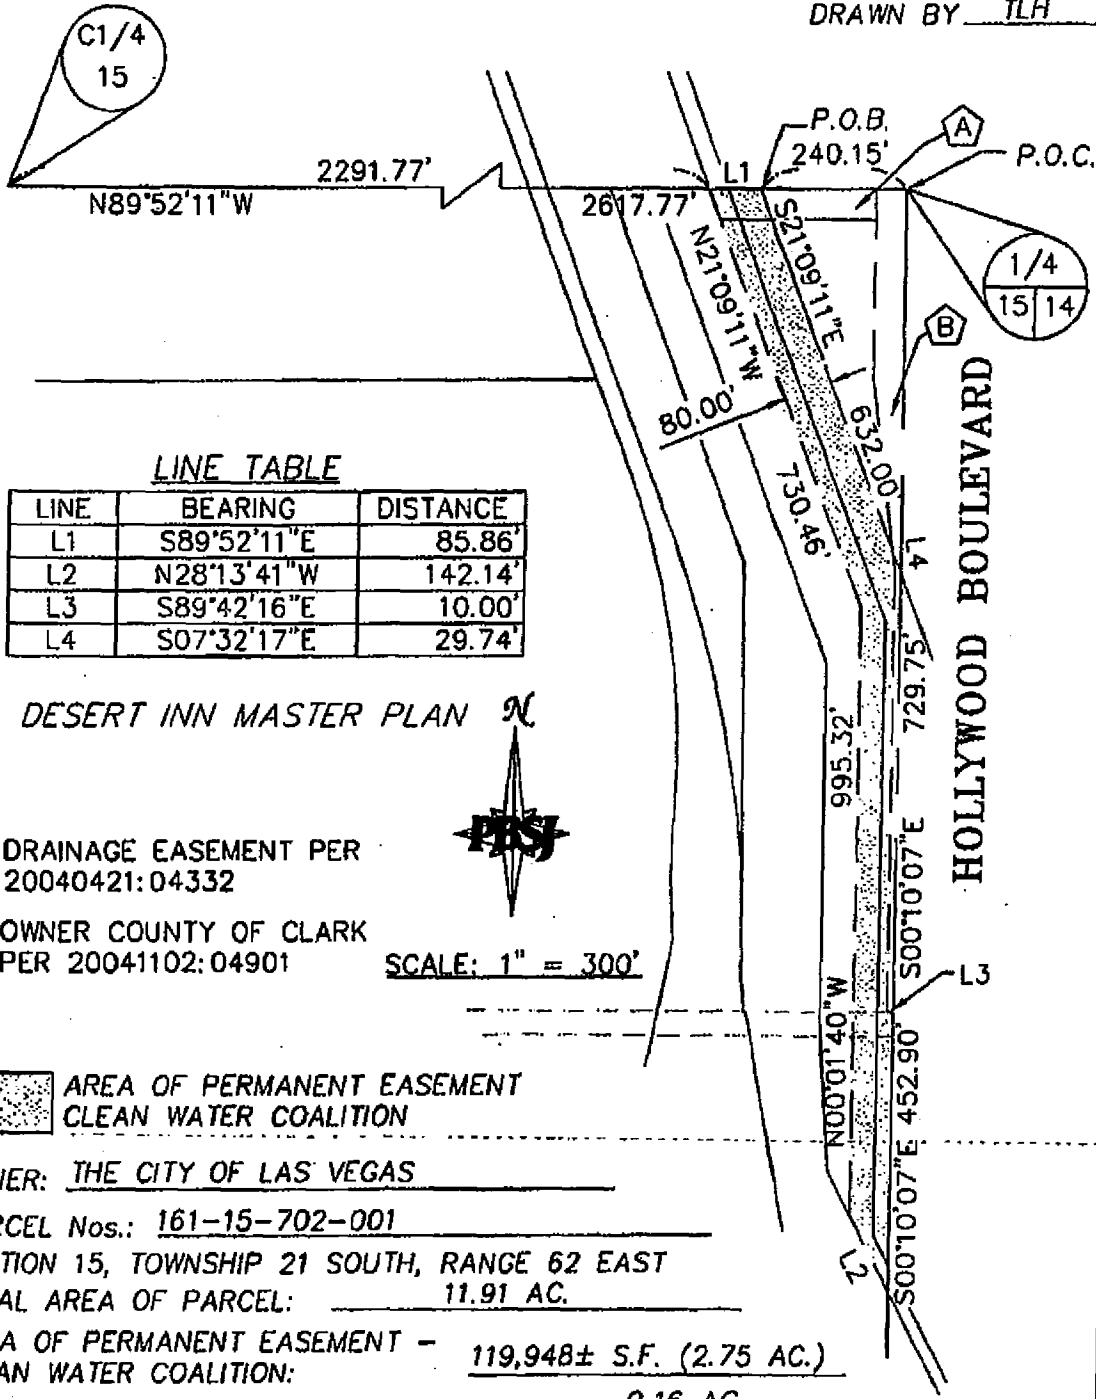 DRAWN BY TLH
C1/4
15
P.O.B.
A
2291.77'
L1
240.15'
P.O.C.
N89°52'11"W
2617.77'
S21°09'11"E
N21°09'11"W
1/4
15 14
B
80.00'
632.00'
730.46'
HOLLYWOOD BOULEVARD
LINE TABLE
LINE BEARING DISTANCE
L1 S89°52'11"E 85.86'
L2 N28°13'41"W 142.14'
L3 S89°42'16"E 10.00'
L4 S07°32'17"E 29.74'
L4
729.75'
DESERT INN MASTER PLAN
N
PBSJ
995.32'
DRAINAGE EASEMENT PER
20040421:04332
OWNER COUNTY OF CLARK
PER 20041102:04901
SCALE: 1" = 300'
S00°10'07"E
L3
N00°01'40"W
452.90'
S00°10'07"E
AREA OF PERMANENT EASEMENT
CLEAN WATER COALITION
NER: THE CITY OF LAS VEGAS
RCEL Nos.: 161-15-702-001
TION 15, TOWNSHIP 21 SOUTH, RANGE 62 EAST
AL AREA OF PARCEL: 11.91 AC.
L2
A OF PERMANENT EASEMENT -
AN WATER COALITION: 119,948± S.F. (2.75 AC.)